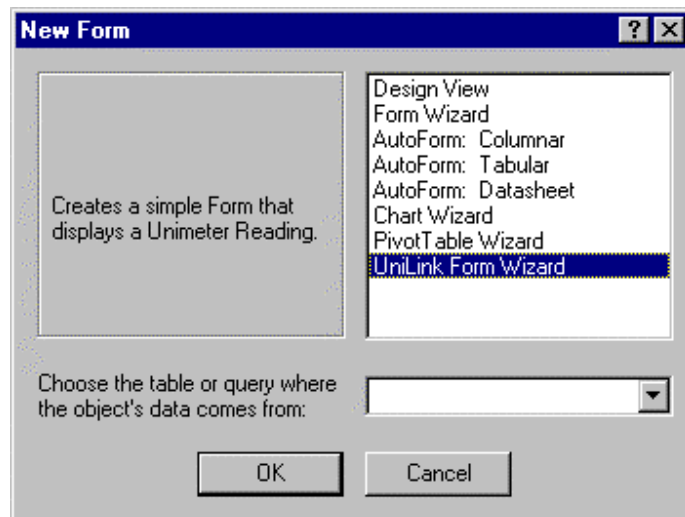 New Form
Creates a simple Form that
displays a Unimeter Reading.
Design View
Form Wizard
AutoForm: Columnar
AutoForm: Tabular
AutoForm: Datasheet
Chart Wizard
PivotTable Wizard
UniLink Form Wizard
Choose the table or query where
the object's data comes from:
OK
Cancel